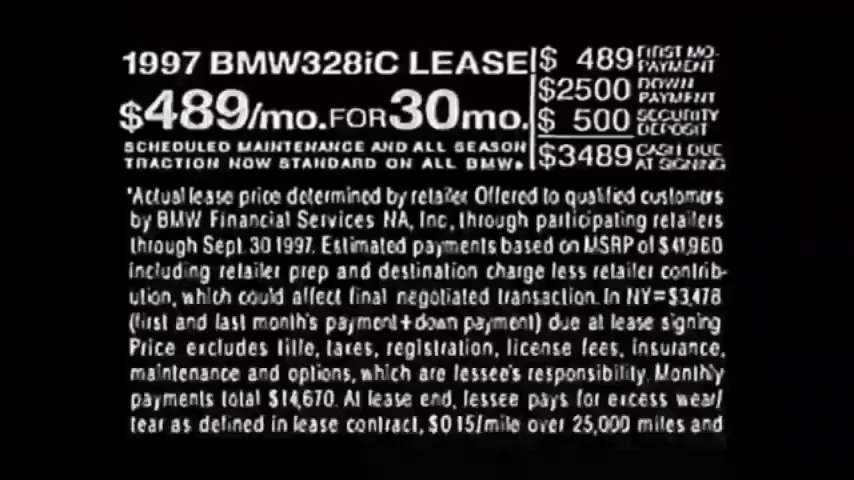 1997 BMW328iC LEASE
$489/mo. FOR 30mo.
SCHEDULED MAINTENANCE AND ALL SEASON
TRACTION NOW STANDARD ON ALL BMWs
$ 489 FIRST MO. PAYMENT
$2500 DOWN PAYMENT
$ 500 SECURITY DEPOSIT
$3489 CASH DUE AT SIGNING
*Actual lease price determined by retailer. Offered to qualified customers
by BMW Financial Services NA, Inc., through participating retailers
through Sept. 30 1997. Estimated payments based on MSRP of $41,960
including retailer prep and destination charge less retailer contrib-
ution, which could affect final negotiated transaction. In NY=$3,478
(first and last month's payment+down payment) due at lease signing
Price excludes title, taxes, registration, license fees, insurance,
maintenance and options, which are lessee's responsibility. Monthly
payments total $14,670. At lease end, lessee pays for excess wear/
tear as defined in lease contract, $0.15/mile over 25,000 miles and